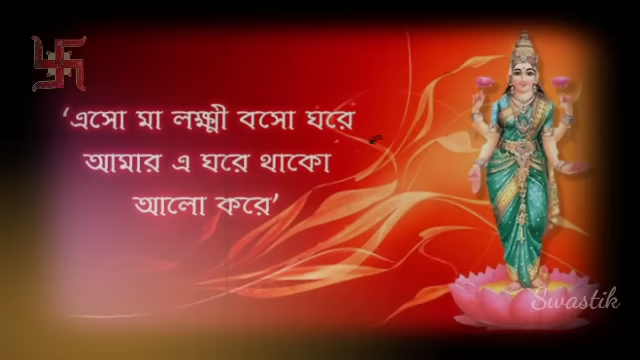 ‘এসো মা লক্ষ্মী বসো ঘরে
আমার এ ঘরে থাকো
আলো করে’
Swastik